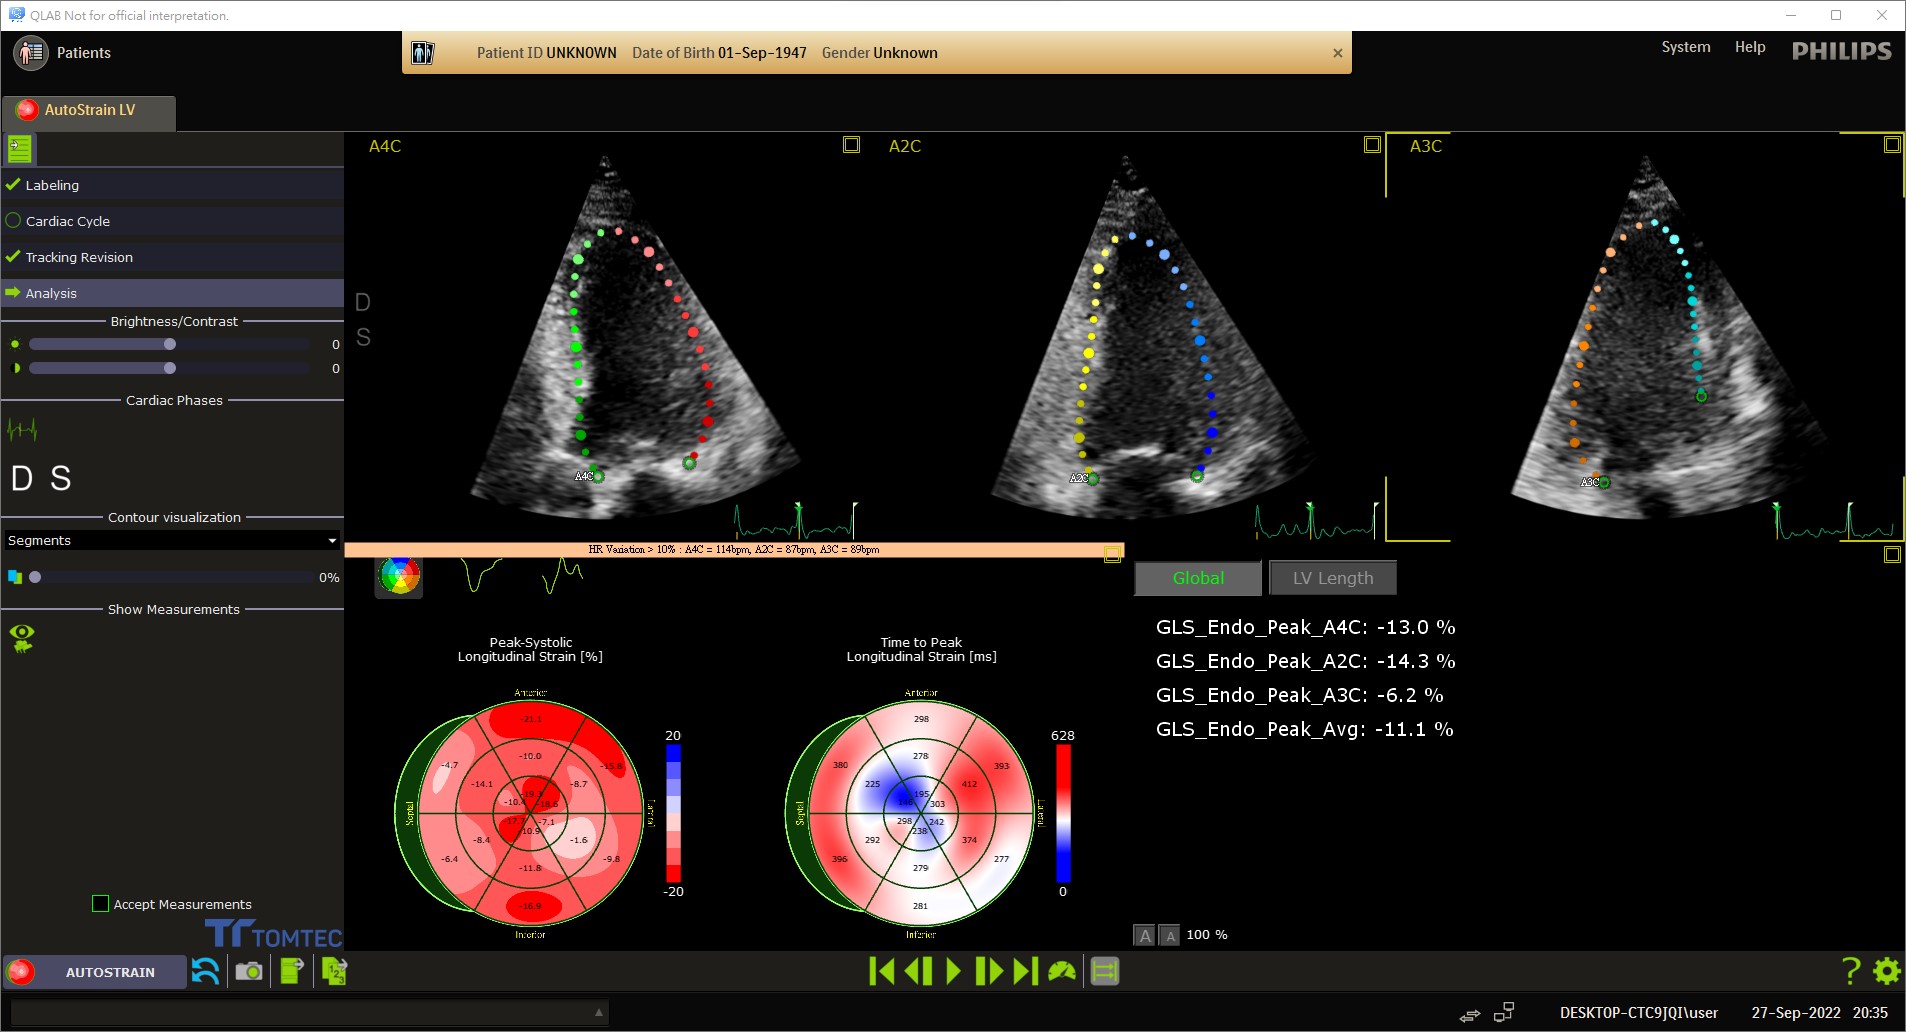 QLAB Not for official interpretation.
Patients
Patient ID UNKNOWN Date of Birth 01-Sep-1947 Gender Unknown
System Help PHILIPS
AutoStrain LV
Labeling
Cardiac Cycle
Tracking Revision
Analysis
Brightness/Contrast
0
0
Cardiac Phases
D S
Contour visualization
Segments
0%
Show Measurements
Accept Measurements
TOMTEC
A4C
D
S
A4C
A2C
A2C
A3C
A3C
HR Variation > 10% : A4C = 114bpm, A2C = 87bpm, A3C = 89bpm
Peak-Systolic
Longitudinal Strain [%]
Anterior
-21.1
-4.7
-10.0
-15.8
-14.1
-8.7
-19.3
-10.4
-18.6
Septal
Lateral
-17.7
-7.1
-10.9
-8.4
-1.6
-6.4
-9.8
-11.8
-16.9
Inferior
20
-20
Time to Peak
Longitudinal Strain [ms]
Anterior
298
380
278
393
225
412
195
146
303
Septal
Lateral
298
242
238
292
374
396
277
279
281
Inferior
628
0
Global LV Length
GLS_Endo_Peak_A4C: -13.0 %
GLS_Endo_Peak_A2C: -14.3 %
GLS_Endo_Peak_A3C: -6.2 %
GLS_Endo_Peak_Avg: -11.1 %
A A 100 %
AUTOSTRAIN
1 2 3
?
DESKTOP-CTC9JQI\user 27-Sep-2022 20:35